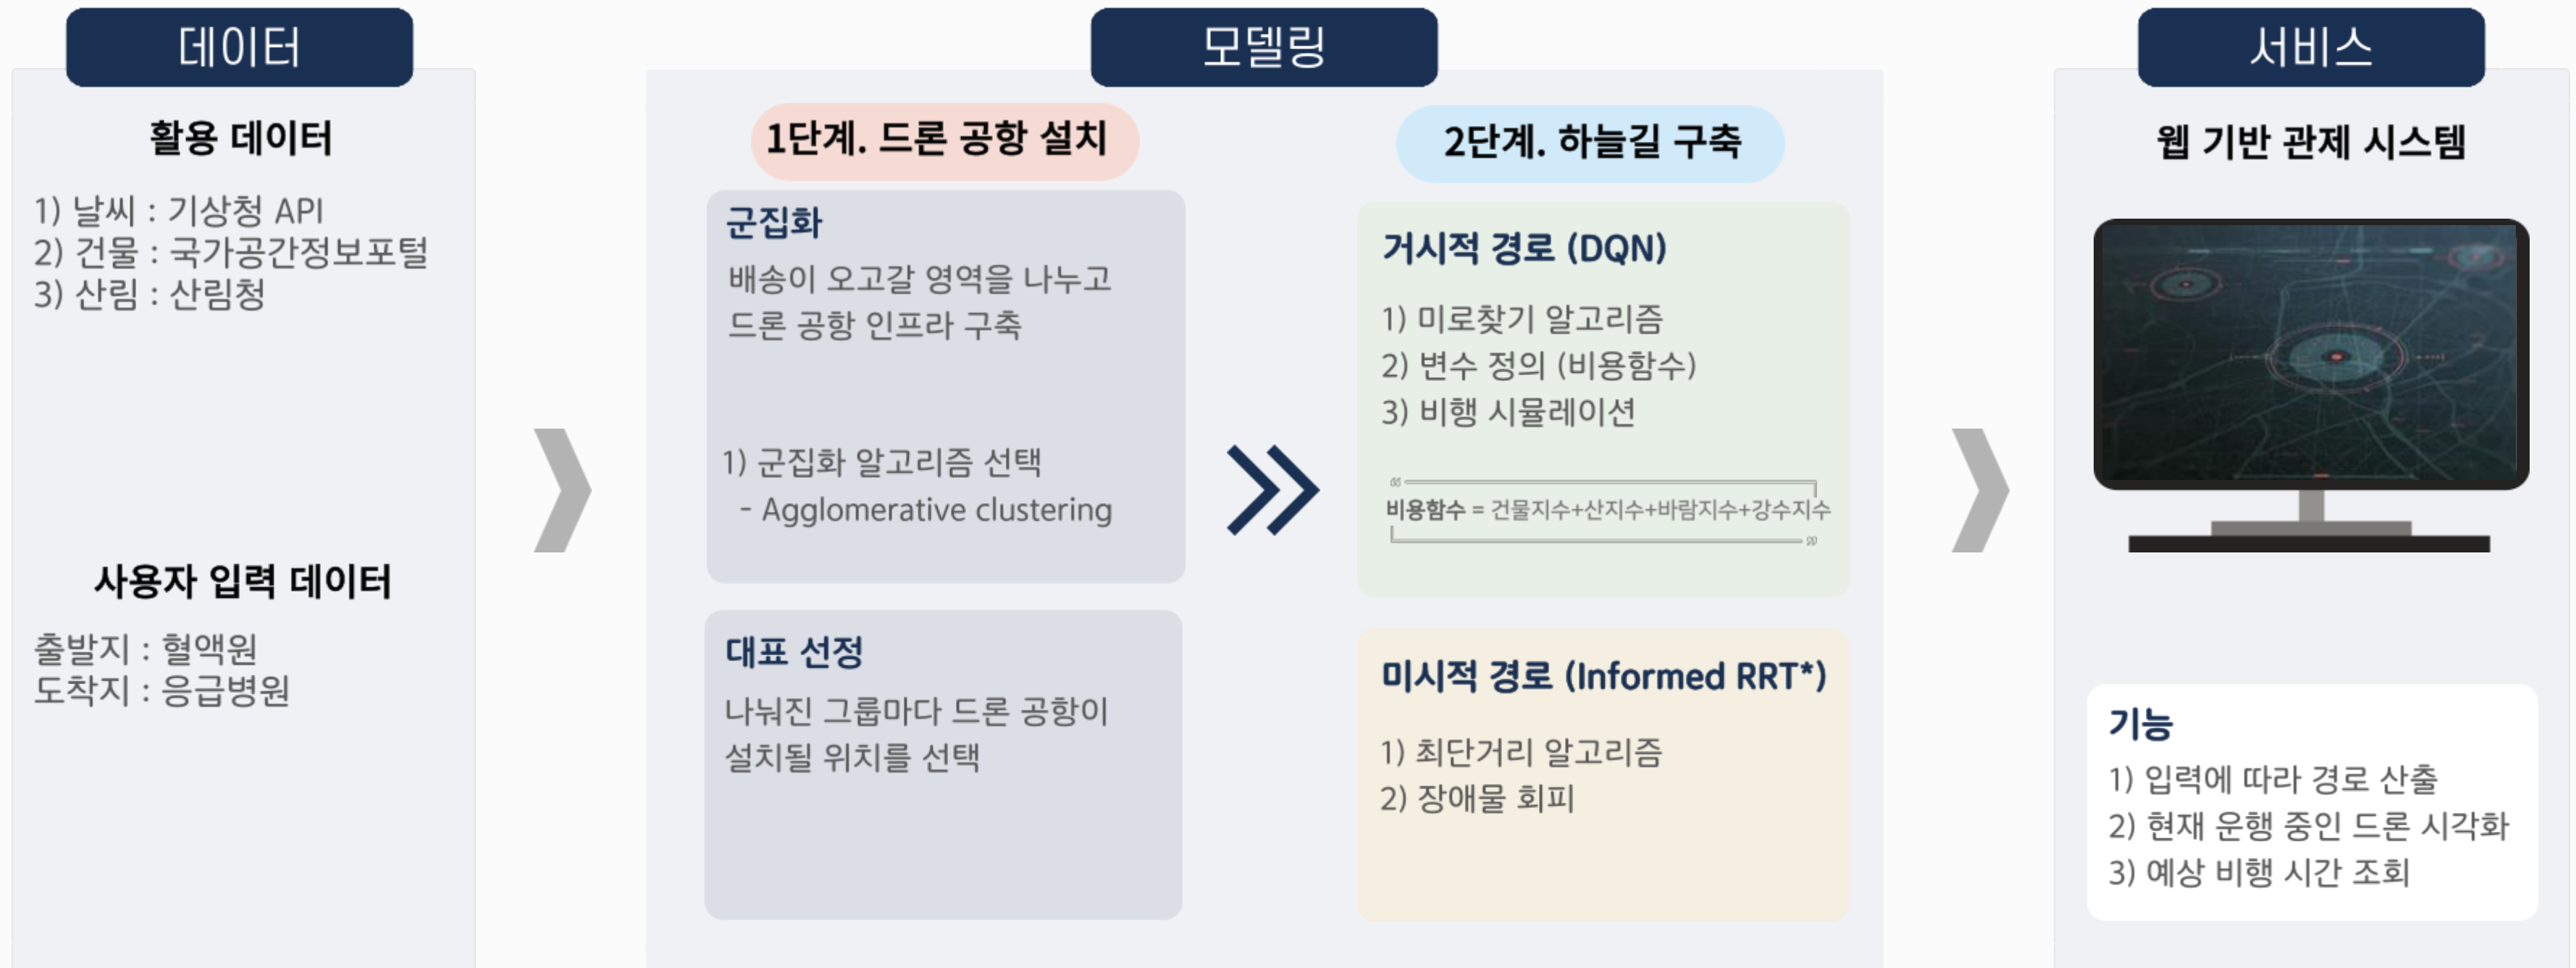 데이터
활용 데이터
1) 날씨 : 기상청 API
2) 건물 : 국가공간정보포털
3) 산림 : 산림청
사용자 입력 데이터
출발지 : 혈액원
도착지 : 응급병원
모델링
1단계. 드론 공항 설치
군집화
배송이 오고갈 영역을 나누고
드론 공항 인프라 구축
1) 군집화 알고리즘 선택
- Agglomerative clustering
대표 선정
나눠진 그룹마다 드론 공항이
설치될 위치를 선택
2단계. 하늘길 구축
거시적 경로 (DQN)
1) 미로찾기 알고리즘
2) 변수 정의 (비용함수)
3) 비행 시뮬레이션
비용함수 = 건물지수+산지수+바람지수+강수지수
미시적 경로 (Informed RRT*)
1) 최단거리 알고리즘
2) 장애물 회피
서비스
웹 기반 관제 시스템
기능
1) 입력에 따라 경로 산출
2) 현재 운행 중인 드론 시각화
3) 예상 비행 시간 조회